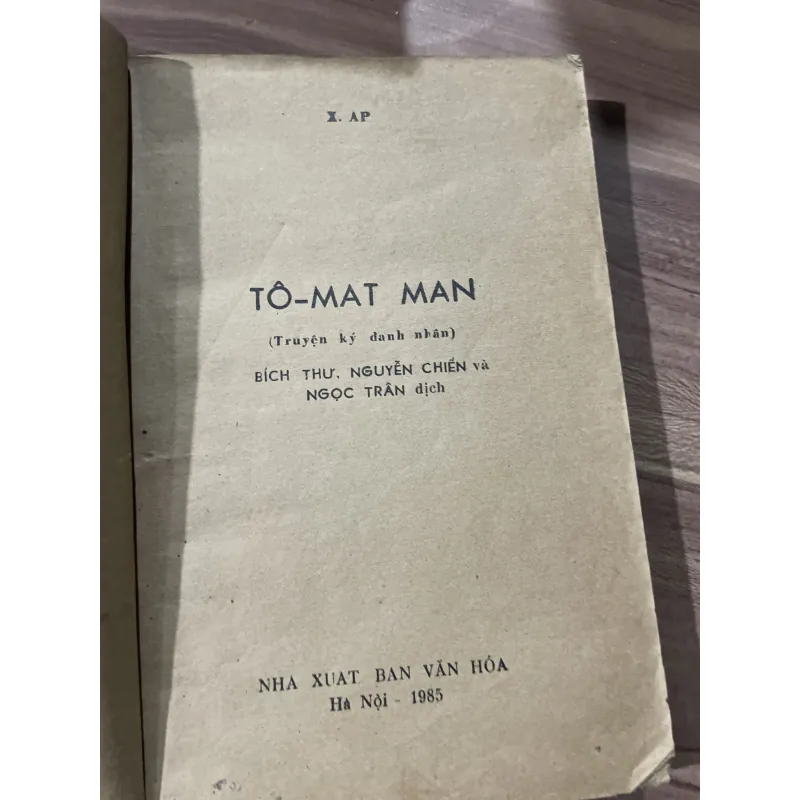 X. AP
TÔ-MAT MAN
(Truyện ký danh nhân)
BÍCH THƯ, NGUYỄN CHIẾN và
NGỌC TRÂN dịch
NHA XUAT BAN VĂN HÓA
Hà Nội - 1985